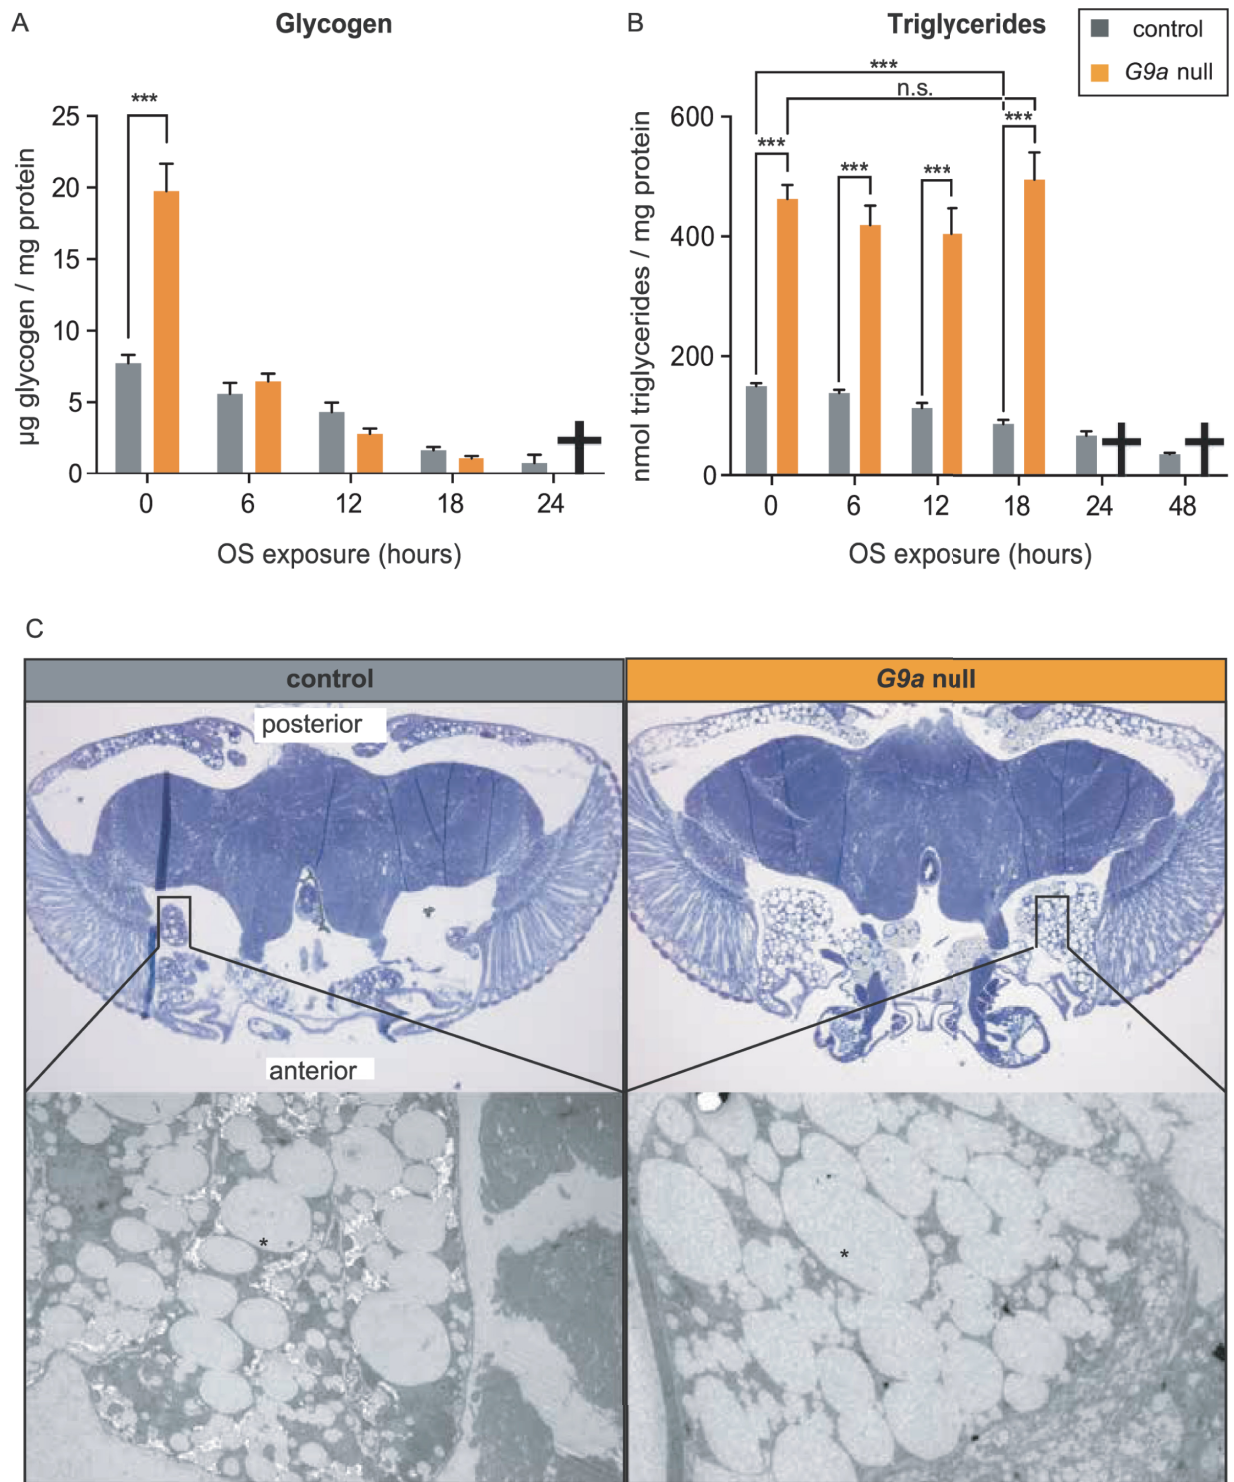 A
Glycogen
***
25
20
15
10
5
0
µg glycogen / mg protein
0 6 12 18 24
OS exposure (hours)
B
Triglycerides
control
G9a null
***
n.s.
***
***
***
***
600
400
200
0
nmol triglycerides / mg protein
0 6 12 18 24 48
OS exposure (hours)
C
control
G9a null
posterior
anterior
*
*